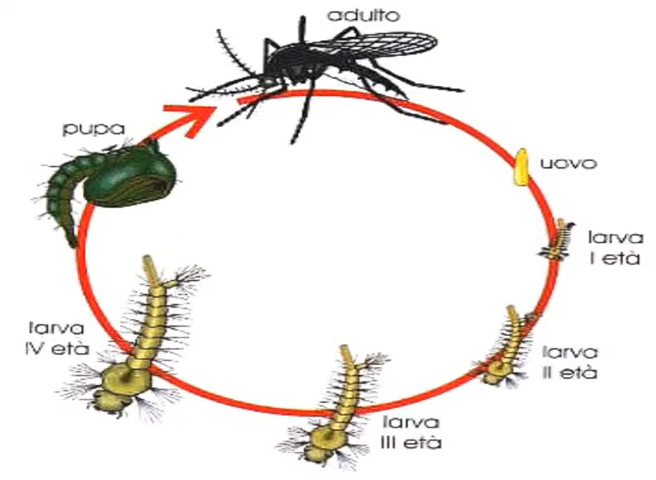 adulto
uovo
larva
I età
larva
II età
larva
III età
larva
IV età
pupa